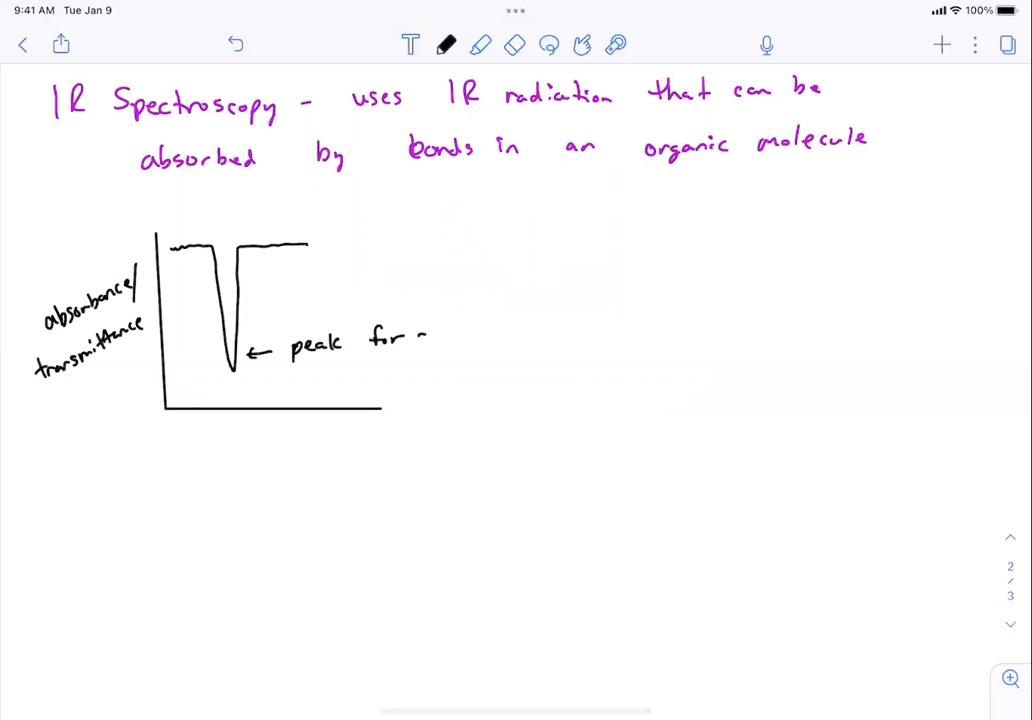 9:41 AM Tue Jan 9
100%
IR Spectroscopy - uses IR radiation that can be
absorbed by bonds in an organic molecule
absorbance/
transmittance
← peak for
2
/
3